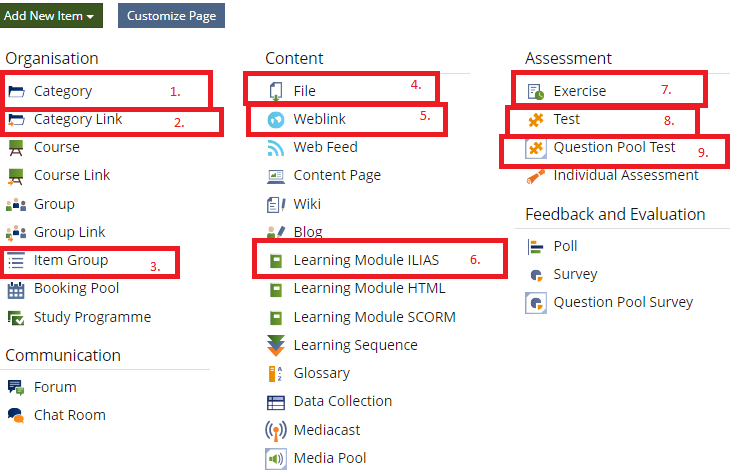 Add New Item
Customize Page
Organisation
Category 1.
Category Link 2.
Course
Course Link
Group
Group Link
Item Group 3.
Booking Pool
Study Programme
Communication
Forum
Chat Room
Content
File 4.
Weblink 5.
Web Feed
Content Page
Wiki
Blog
Learning Module ILIAS 6.
Learning Module HTML
Learning Module SCORM
Learning Sequence
Glossary
Data Collection
Mediacast
Media Pool
Assessment
Exercise 7.
Test 8.
Question Pool Test 9.
Individual Assessment
Feedback and Evaluation
Poll
Survey
Question Pool Survey